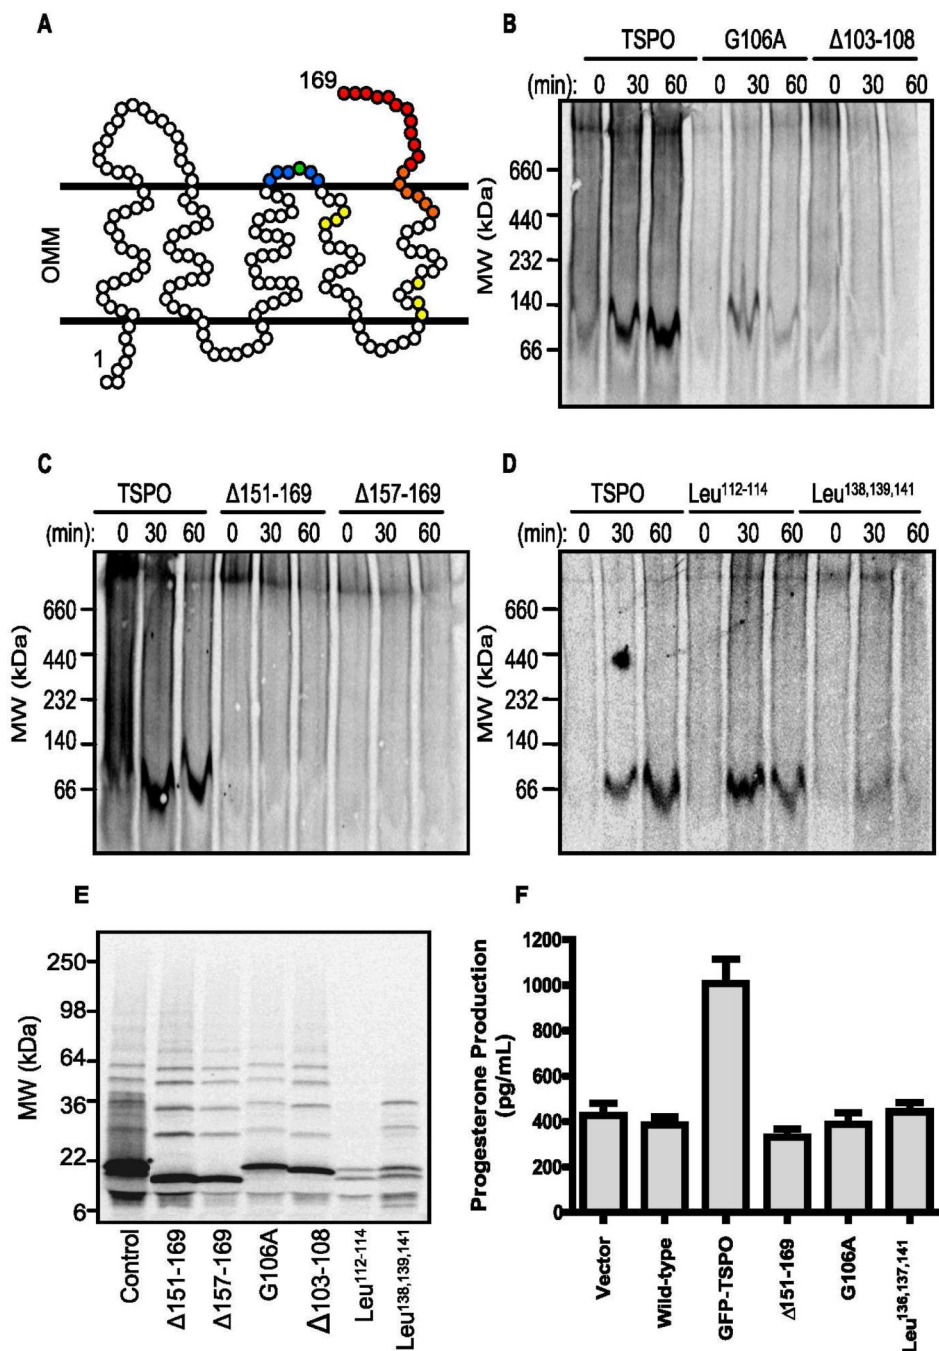 A
169
OMM
1
B
TSPO G106A Δ103-108
(min): 0 30 60 0 30 60 0 30 60
MW (kDa)
660
440
232
140
66
C
TSPO Δ151-169 Δ157-169
(min): 0 30 60 0 30 60 0 30 60
MW (kDa)
660
440
232
140
66
D
TSPO Leu112-114 Leu138,139,141
(min): 0 30 60 0 30 60 0 30 60
MW (kDa)
660
440
232
140
66
E
MW (kDa)
250
98
64
36
22
6
Control
Δ151-169
Δ157-169
G106A
Δ103-108
Leu112-114
Leu138,139,141
F
Progesterone Production
(pg/mL)
1200
1000
800
600
400
200
0
Vector
Wild-type
GFP-TSPO
Δ151-169
G106A
Leu136,137,141